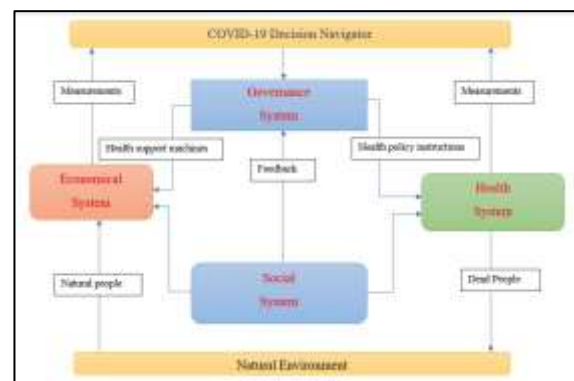 COVID-19 Decision Navigator
Measurements
Governance
System
Measurements
Health support machines
Feedback
Health policy instructions
Economical
System
Health
System
Natural people
Social
System
Dead People
Natural Environment